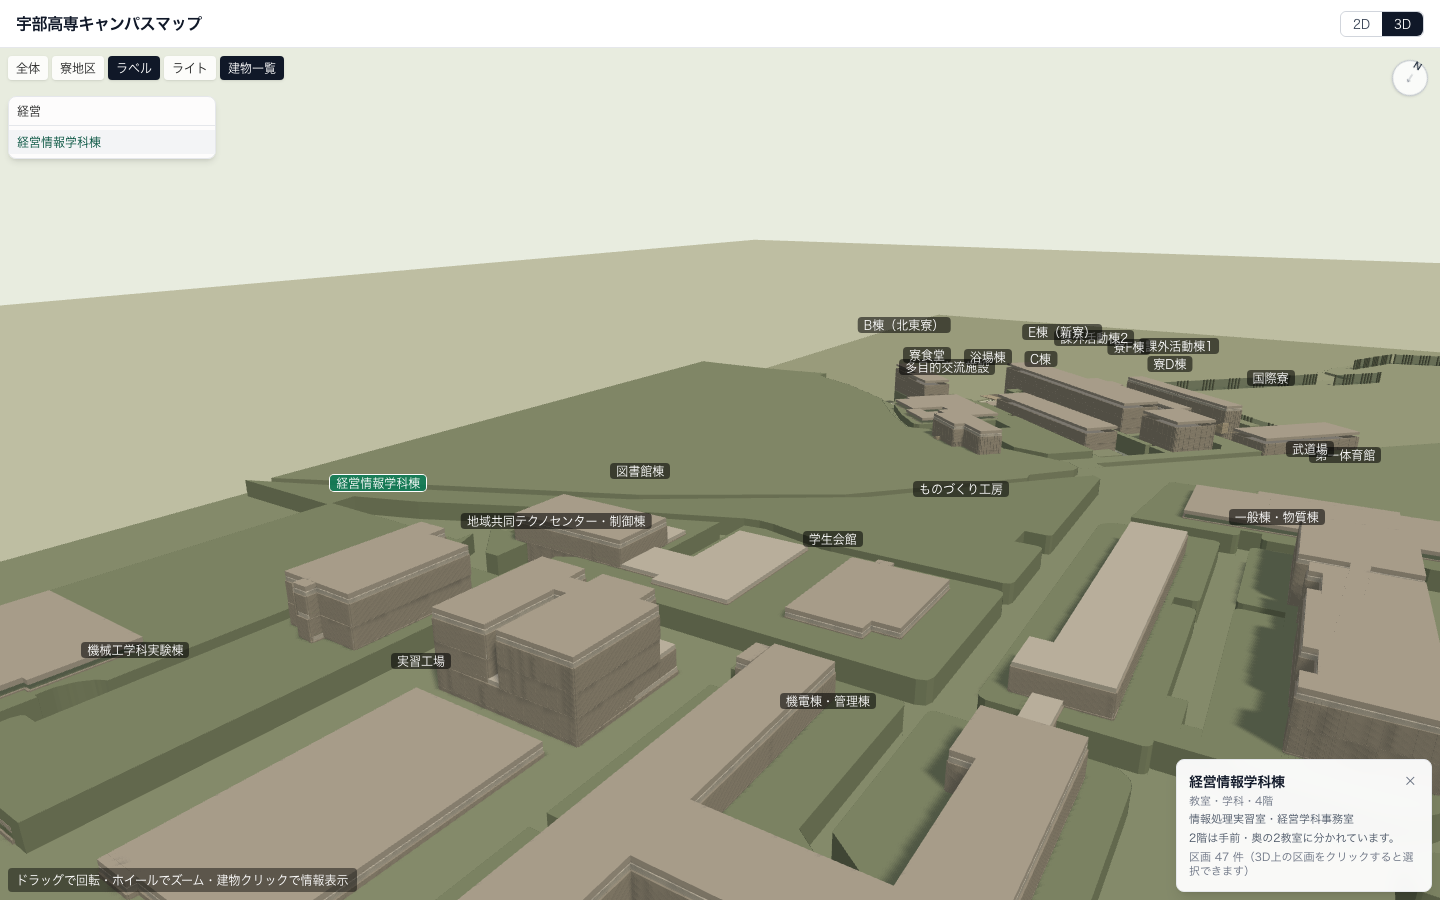 宇部高専キャンパスマップ
2D 3D
全体 寮地区 ラベル ライト 建物一覧
N
経営
経営情報学科棟
B棟（北東寮）
E棟（新寮）
課外活動棟2
寮F棟
課外活動棟1
寮食堂
浴場棟
C棟
多目的交流施設
寮D棟
国際寮
武道場
体育館
経営情報学科棟
図書館棟
ものづくり工房
地域共同テクノセンター・制御棟
一般棟・物質棟
学生会館
機械工学科実験棟
実習工場
機電棟・管理棟
経営情報学科棟
教室・学科・4階
情報処理実習室・経営学科事務室
2階は手前・奥の2教室に分かれています。
区画 47 件（3D上の区画をクリックすると選
択できます）
ドラッグで回転・ホイールでズーム・建物クリックで情報表示